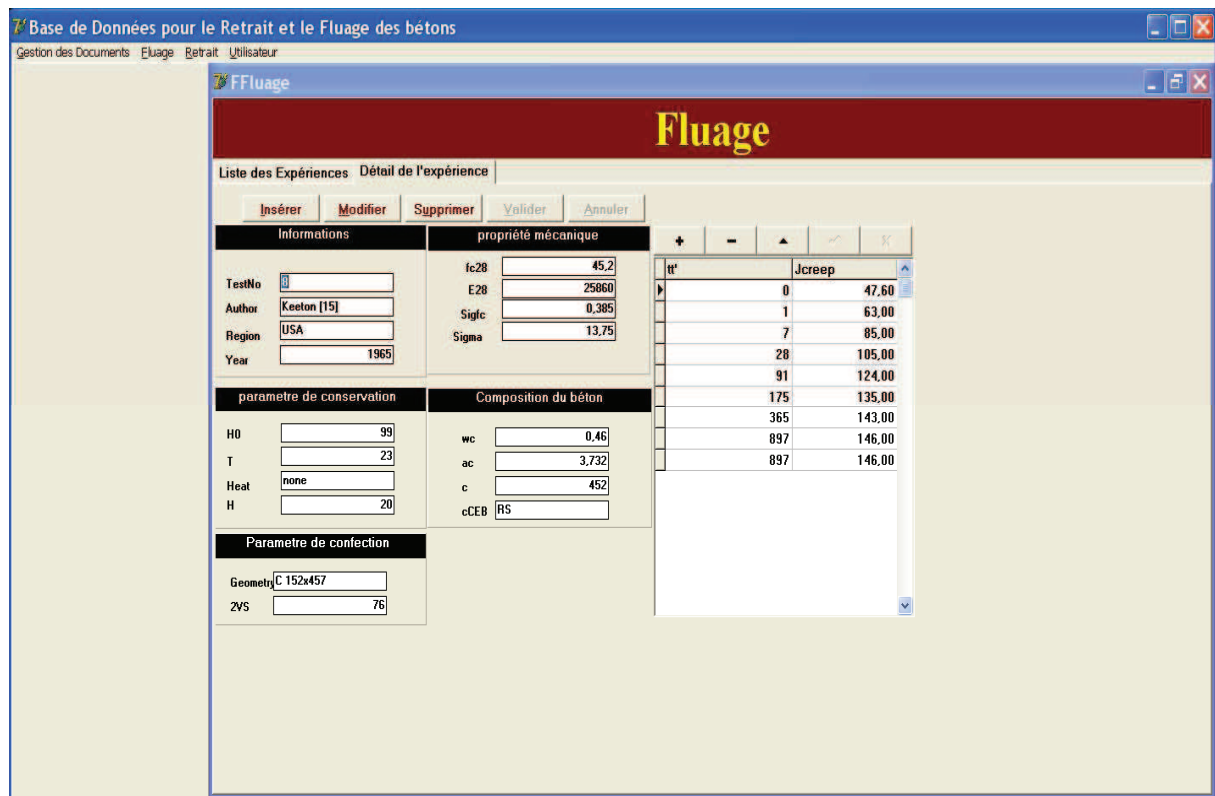 Base de Données pour le Retrait et le Fluage des bétons
Gestion des Documents Fluage Retrait Utilisateur
FFluage
Fluage
Liste des Expériences Détail de l'expérience
Insérer Modifier Supprimer Valider Annuler
Informations
TestNo
Author Keeton [15]
Region USA
Year 1965
propriété mécanique
fc28 45,2
E28 25860
Sigfc 0,385
Sigma 13,75
parametre de conservation
H0 99
T 23
Heat none
H 20
Composition du béton
wc 0,46
ac 3,732
c 452
cCEB RS
Parametre de confection
Geometry C 152x457
2VS 76
tt' Jcreep
0 47,60
1 63,00
7 85,00
28 105,00
91 124,00
175 135,00
365 143,00
897 146,00
897 146,00